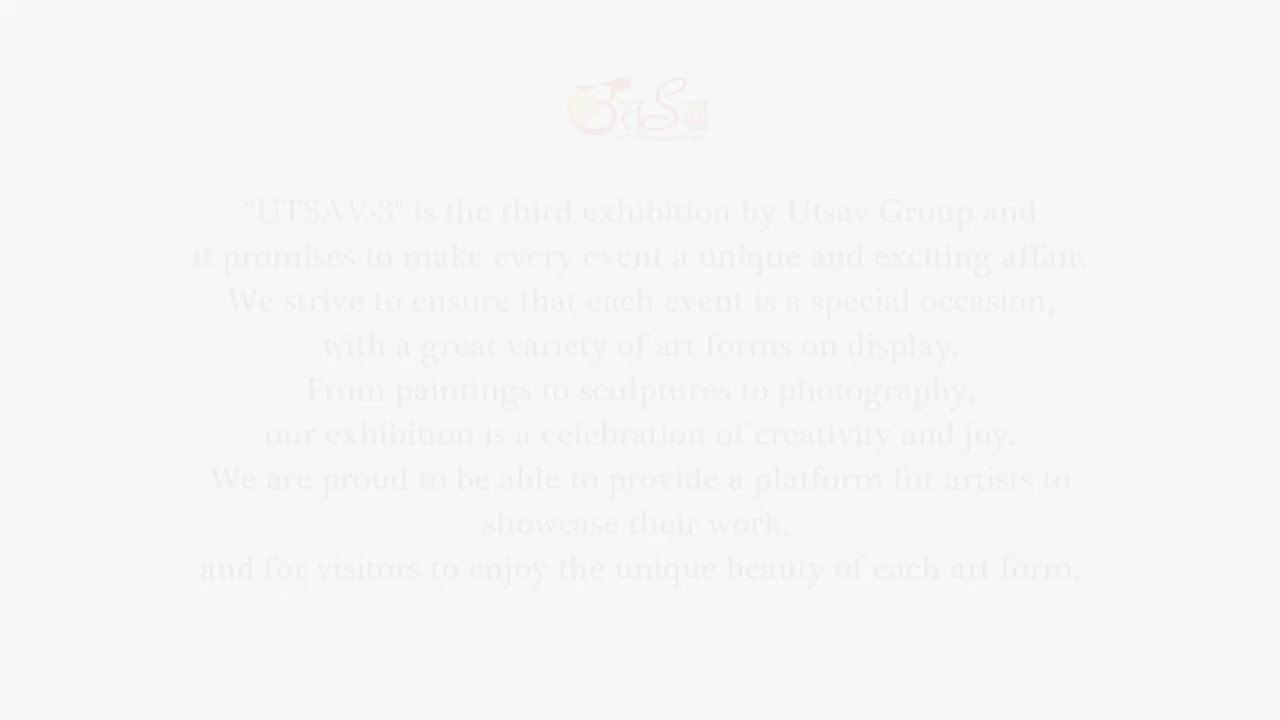 उत्सव
"UTSAV-3" is the third exhibition by Utsav Group and
it promises to make every event a unique and exciting affair.
We strive to ensure that each event is a special occasion,
with a great variety of art forms on display.
From paintings to sculptures to photography,
our exhibition is a celebration of creativity and joy.
We are proud to be able to provide a platform for artists to
showcase their work,
and for visitors to enjoy the unique beauty of each art form.